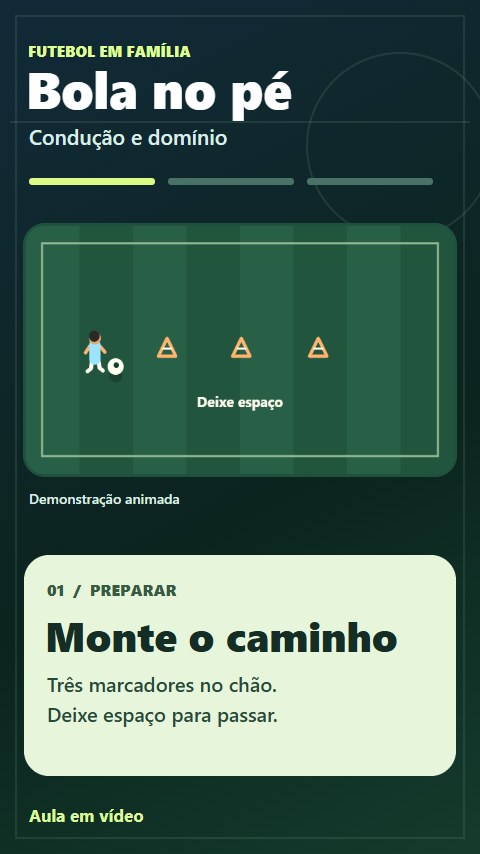 FUTEBOL EM FAMÍLIA
Bola no pé
Condução e domínio
Deixe espaço
Demonstração animada
01 / PREPARAR
Monte o caminho
Três marcadores no chão.
Deixe espaço para passar.
Aula em vídeo